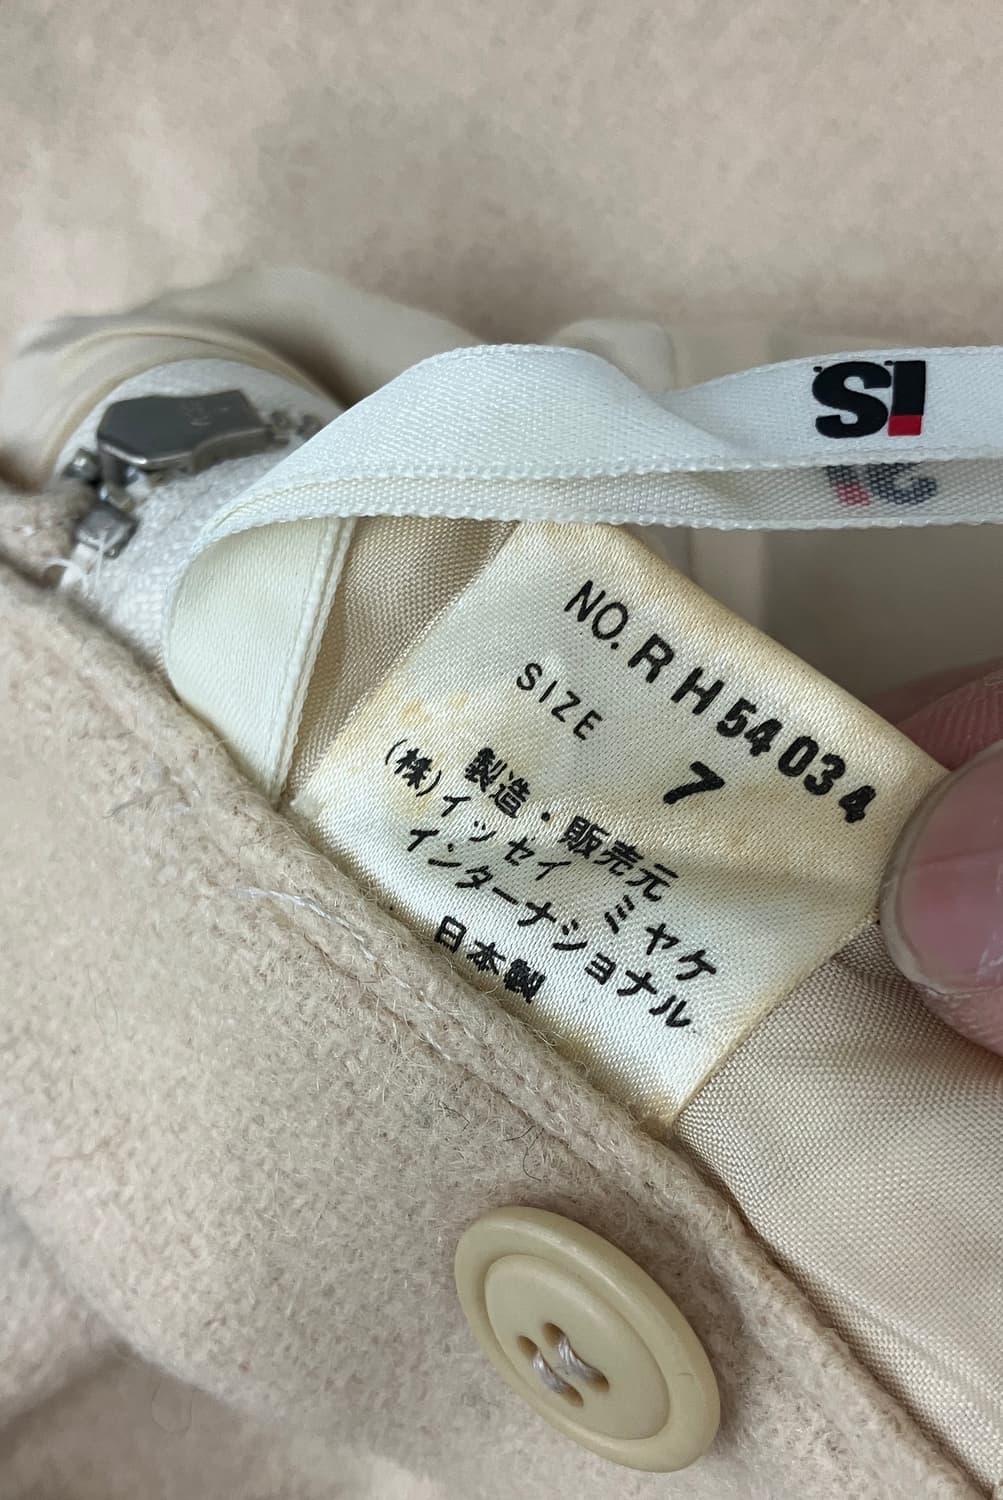 I.S.
NO. RH54034
SIZE 7
製造・販売元
(株)イッセイ ミヤケ
インターナショナル
日本製